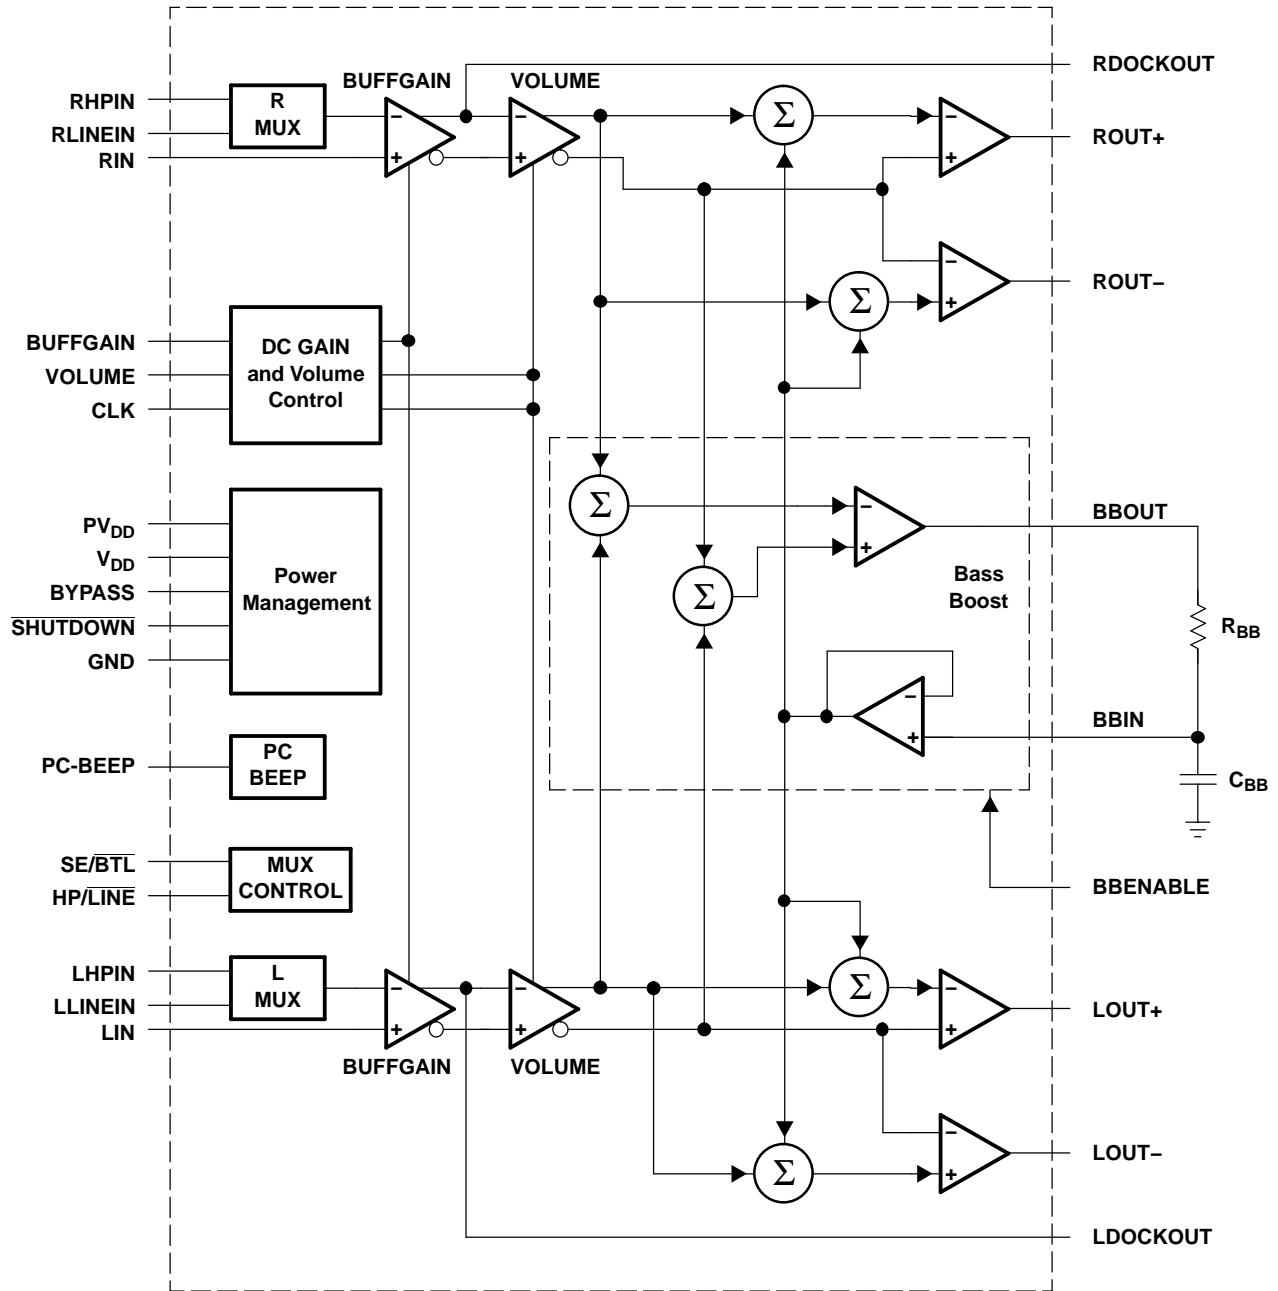 RHPIN
RLINEIN
RIN
R
MUX
BUFFGAIN
VOLUME
− + − +
Σ
− +
RDOCKOUT
ROUT+
Σ
− +
ROUT−
BUFFGAIN
VOLUME
CLK
DC GAIN
and Volume
Control
PVDD
VDD
BYPASS
SHUTDOWN
GND
Power
Management
Σ
Σ
− +
Bass
Boost
− +
BBOUT
RBB
BBIN
CBB
BBENABLE
PC-BEEP
PC
BEEP
SE/BTL
HP/LINE
MUX
CONTROL
LHPIN
LLINEIN
LIN
L
MUX
− + − +
BUFFGAIN
VOLUME
Σ
− +
LOUT+
Σ
− +
LOUT−
LDOCKOUT